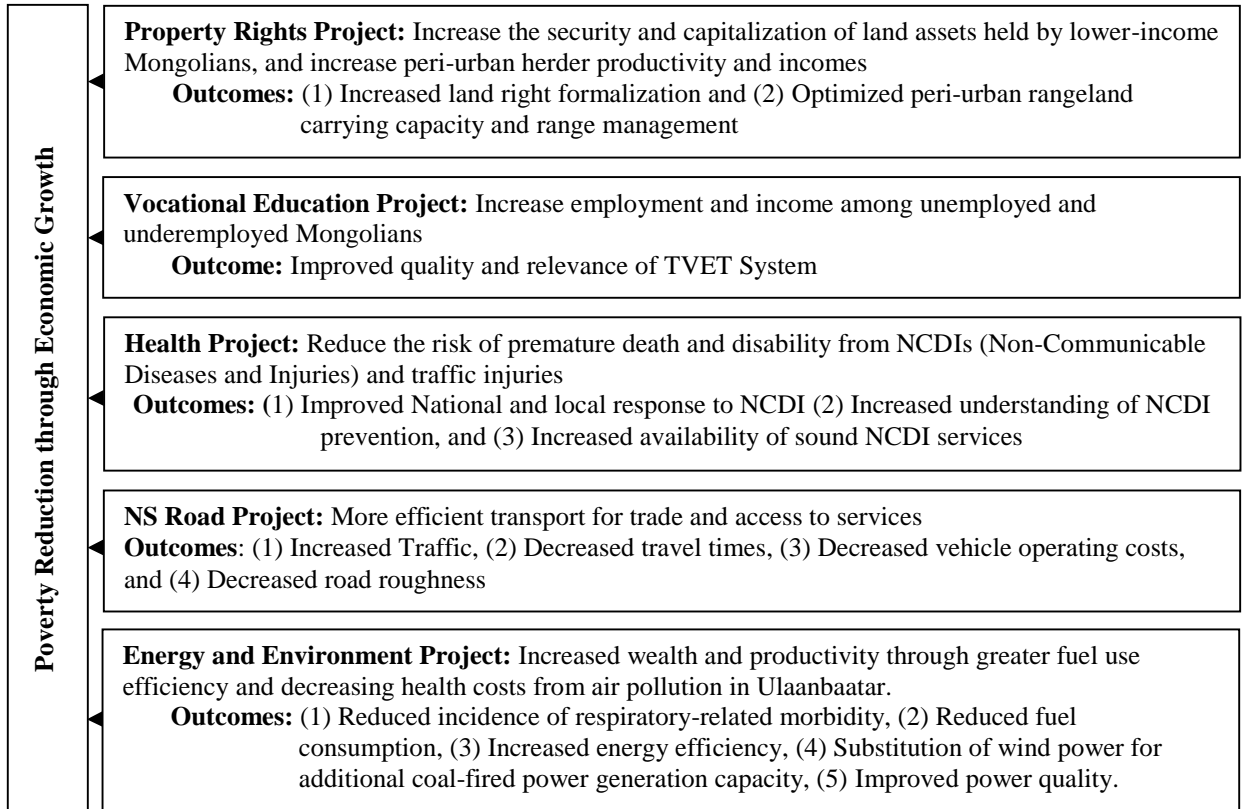 Poverty Reduction through Economic Growth
Property Rights Project: Increase the security and capitalization of land assets held by lower-income
Mongolians, and increase peri-urban herder productivity and incomes
Outcomes: (1) Increased land right formalization and (2) Optimized peri-urban rangeland
carrying capacity and range management
Vocational Education Project: Increase employment and income among unemployed and
underemployed Mongolians
Outcome: Improved quality and relevance of TVET System
Health Project: Reduce the risk of premature death and disability from NCDIs (Non-Communicable
Diseases and Injuries) and traffic injuries
Outcomes: (1) Improved National and local response to NCDI (2) Increased understanding of NCDI
prevention, and (3) Increased availability of sound NCDI services
NS Road Project: More efficient transport for trade and access to services
Outcomes: (1) Increased Traffic, (2) Decreased travel times, (3) Decreased vehicle operating costs,
and (4) Decreased road roughness
Energy and Environment Project: Increased wealth and productivity through greater fuel use
efficiency and decreasing health costs from air pollution in Ulaanbaatar.
Outcomes: (1) Reduced incidence of respiratory-related morbidity, (2) Reduced fuel
consumption, (3) Increased energy efficiency, (4) Substitution of wind power for
additional coal-fired power generation capacity, (5) Improved power quality.